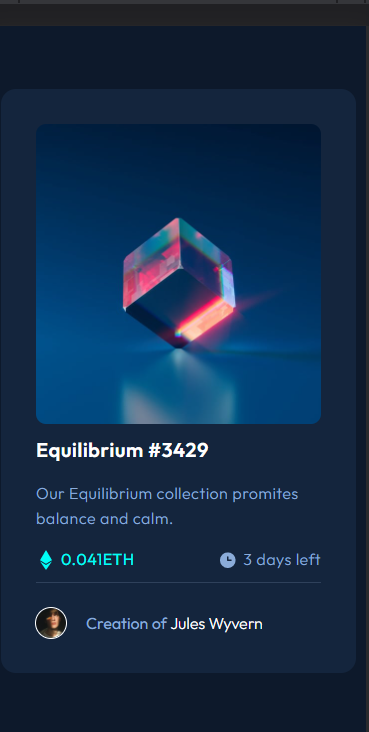 Equilibrium #3429
Our Equilibrium collection promites
balance and calm.
0.041ETH
3 days left
Creation of Jules Wyvern